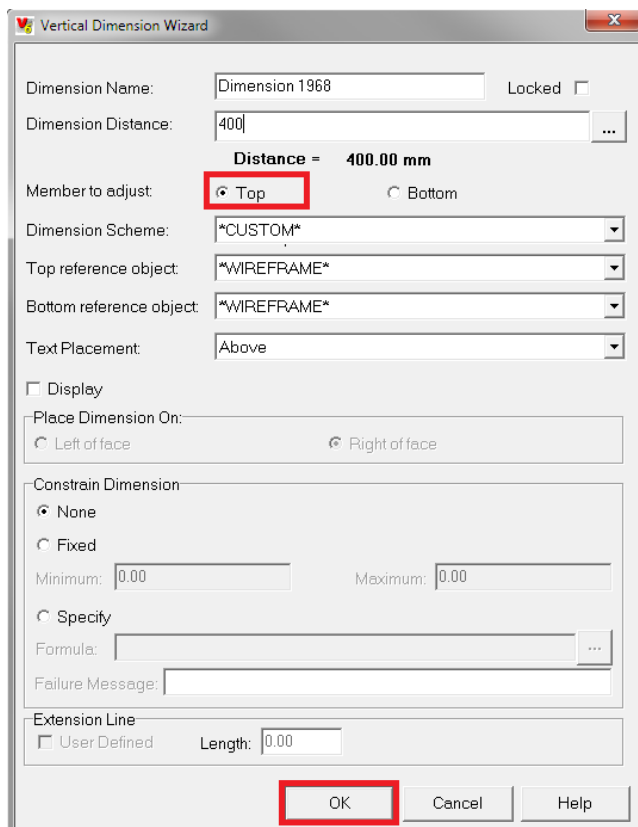 Vertical Dimension Wizard
Dimension Name: Dimension 1968 Locked
Dimension Distance: 400 ...
Distance = 400.00 mm
Member to adjust: Top Bottom
Dimension Scheme: *CUSTOM*
Top reference object: *WIREFRAME*
Bottom reference object: *WIREFRAME*
Text Placement: Above
Display
Place Dimension On:
Left of face Right of face
Constrain Dimension
None
Fixed
Minimum: 0.00 Maximum: 0.00
Specify
Formula: ...
Failure Message:
Extension Line
User Defined Length: 0.00
OK Cancel Help